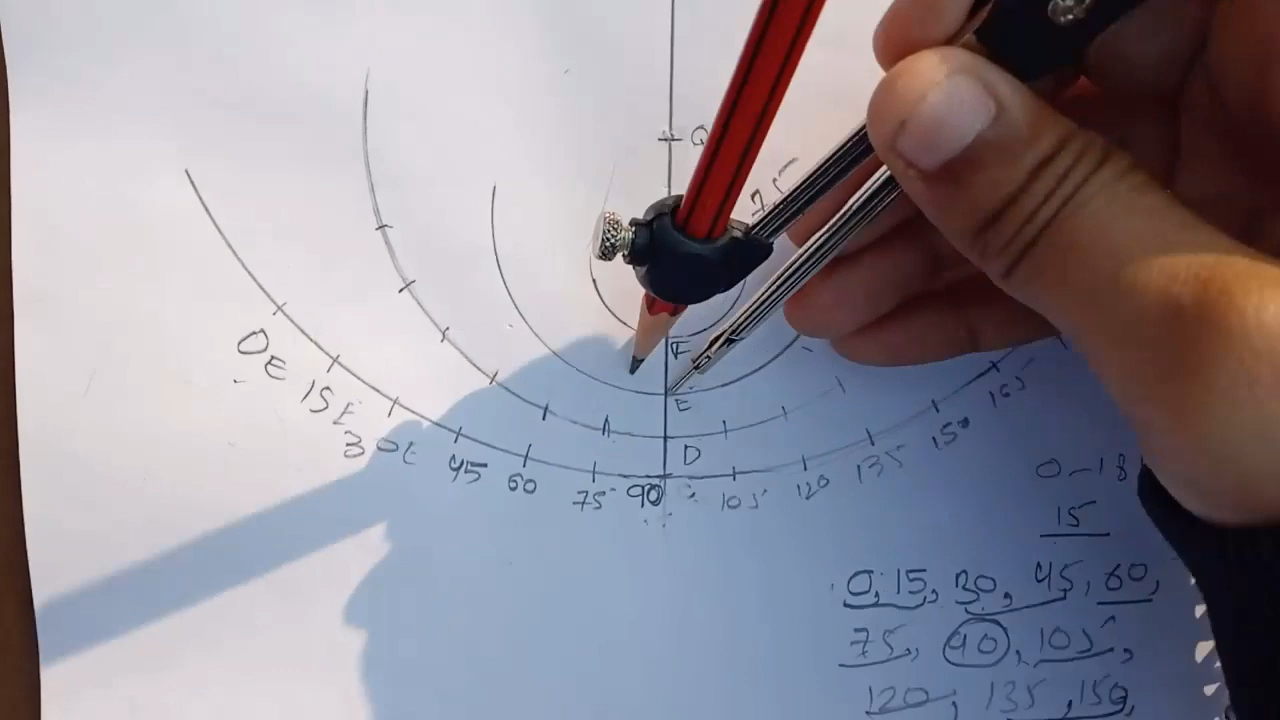 Q
75
F
E
D
0E 15E 30E 45 60 75 90 C 105 120 135 150 165
0-18
15
0, 15, 30, 45, 60,
75, 90, 105,
120, 135, 150,